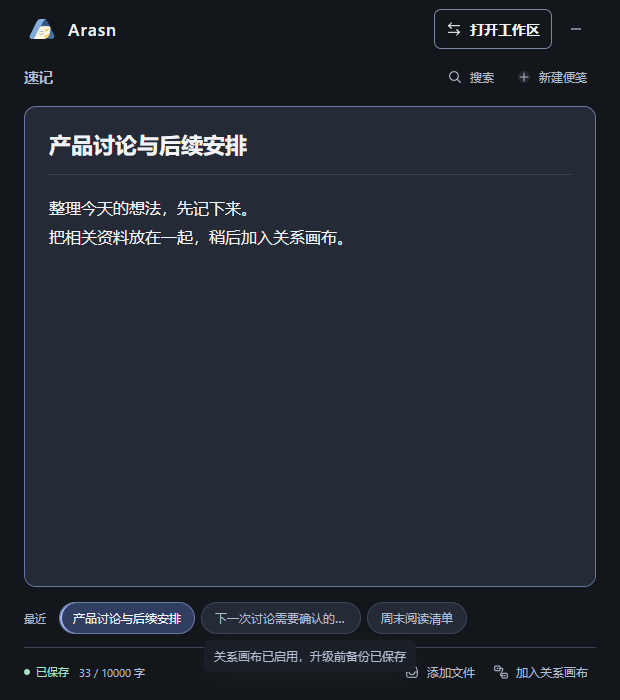 Arasn
打开工作区
速记
搜索
新建便笺
产品讨论与后续安排
整理今天的想法，先记下来。
把相关资料放在一起，稍后加入关系画布。
最近
产品讨论与后续安排
下一次讨论需要确认的...
周末阅读清单
关系画布已启用，升级前备份已保存
已保存
33 / 10000 字
添加文件
加入关系画布